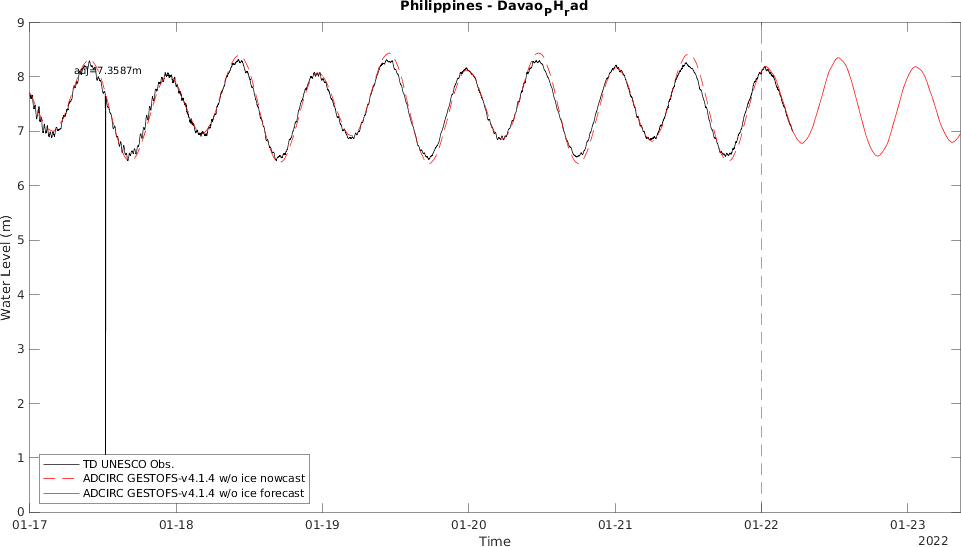 Philippines - DavaoPHrad
9
8
7
6
5
4
3
2
1
0
Water Level (m)
adj=7.3587m
TD UNESCO Obs.
ADCIRC GESTOFS-v4.1.4 w/o ice nowcast
ADCIRC GESTOFS-v4.1.4 w/o ice forecast
01-17 01-18 01-19 01-20 01-21 01-22 01-23
Time
2022